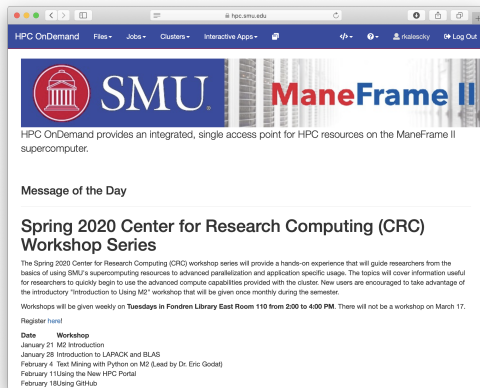 hpc.smu.edu
HPC OnDemand Files Jobs Clusters Interactive Apps </> rkalescky Log Out
SMU ManeFrame II
HPC OnDemand provides an integrated, single access point for HPC resources on the ManeFrame II
supercomputer.
Message of the Day
Spring 2020 Center for Research Computing (CRC)
Workshop Series
The Spring 2020 Center for Research Computing (CRC) workshop series will provide a hands-on experience that will guide researchers from the
basics of using SMU's supercomputing resources to advanced parallelization and application specific usage. The topics will cover information useful
for researchers to quickly begin to use the advanced compute capabilities provided with the cluster. New users are encouraged to take advantage of
the introductory "Introduction to Using M2" workshop that will be given once monthly during the semester.
Workshops will be given weekly on Tuesdays in Fondren Library East Room 110 from 2:00 to 4:00 PM. There will not be a workshop on March 17.
Register here!
Date Workshop
January 21 M2 Introduction
January 28 Introduction to LAPACK and BLAS
February 4 Text Mining with Python on M2 (Lead by Dr. Eric Godat)
February 11Using the New HPC Portal
February 18Using GitHub